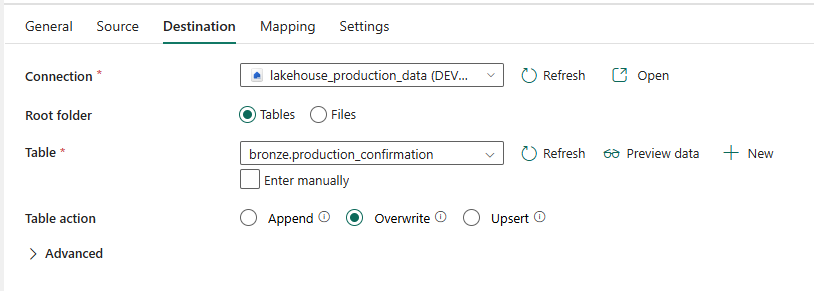 General Source Destination Mapping Settings
Connection * lakehouse_production_data (DEV... Refresh Open
Root folder Tables Files
Table * bronze.production_confirmation Refresh Preview data New
Enter manually
Table action Append Overwrite Upsert
Advanced